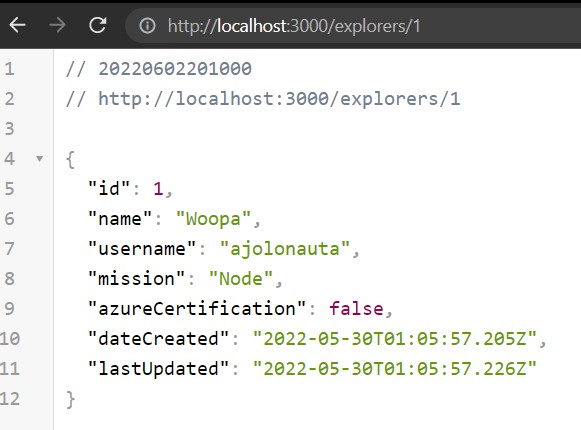 http://localhost:3000/explorers/1
1 // 20220602201000
2 // http://localhost:3000/explorers/1
3
4 {
5 "id": 1,
6 "name": "Woopa",
7 "username": "ajolonauta",
8 "mission": "Node",
9 "azureCertification": false,
10 "dateCreated": "2022-05-30T01:05:57.205Z",
11 "lastUpdated": "2022-05-30T01:05:57.226Z"
12 }